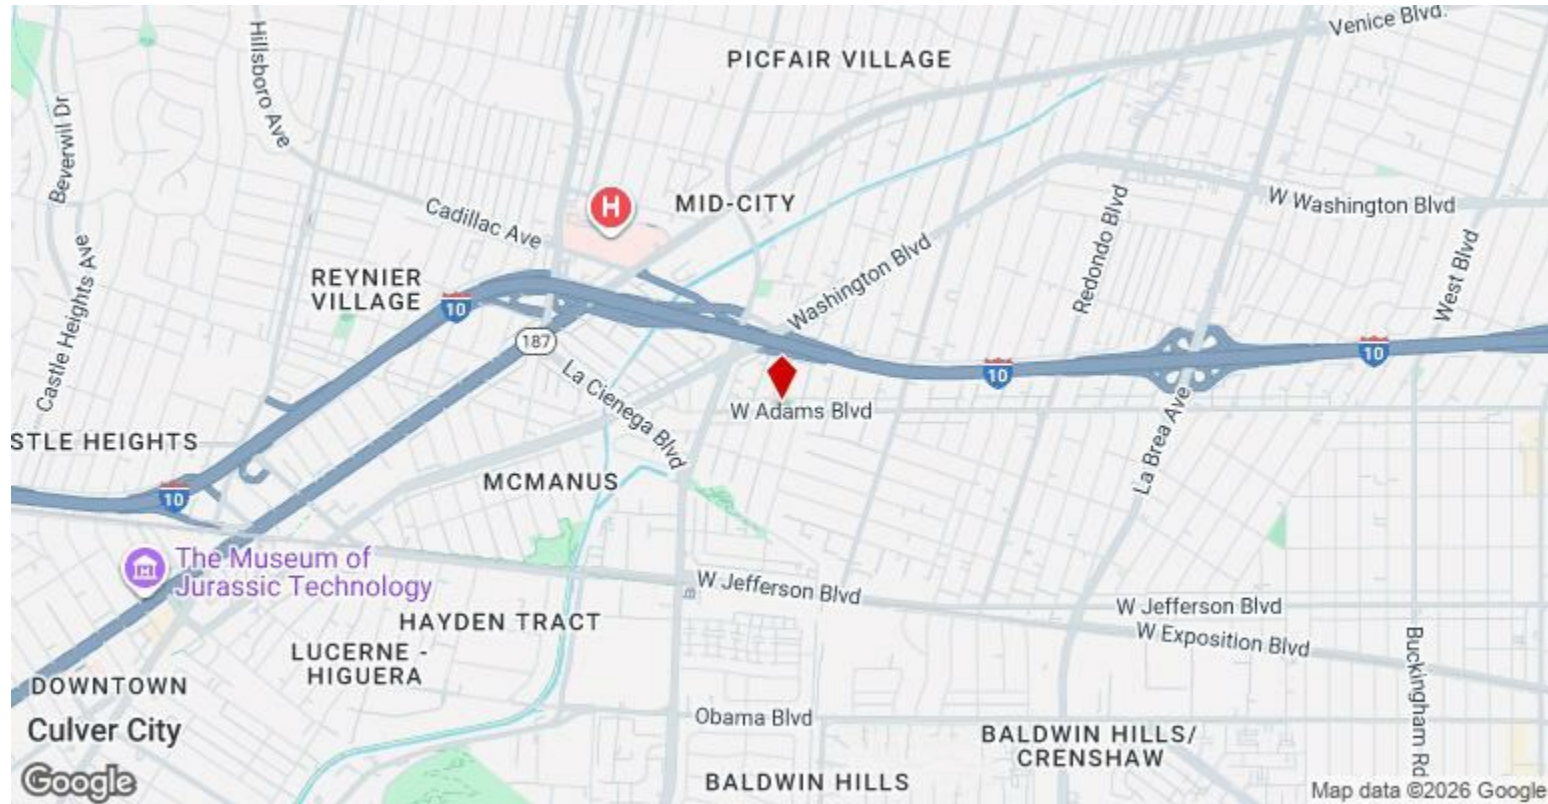 Venice Blvd.
Hillsboro Ave
PICFAIR VILLAGE
Beverwil Dr
H
MID-CITY
Cadillac Ave
W Washington Blvd
Redondo Blvd
West Blvd
Washington Blvd
Castle Heights Ave
REYNIER
VILLAGE
10
187
10
10
La Cienega Blvd
W Adams Blvd
La Brea Ave
STLE HEIGHTS
MCMANUS
10
The Museum of
Jurassic Technology
W Jefferson Blvd
W Jefferson Blvd
HAYDEN TRACT
W Exposition Blvd
LUCERNE -
HIGUERA
Buckingham Rd
DOWNTOWN
Culver City
Obama Blvd
BALDWIN HILLS/
CRENSHAW
BALDWIN HILLS
Google
Map data ©2026 Google